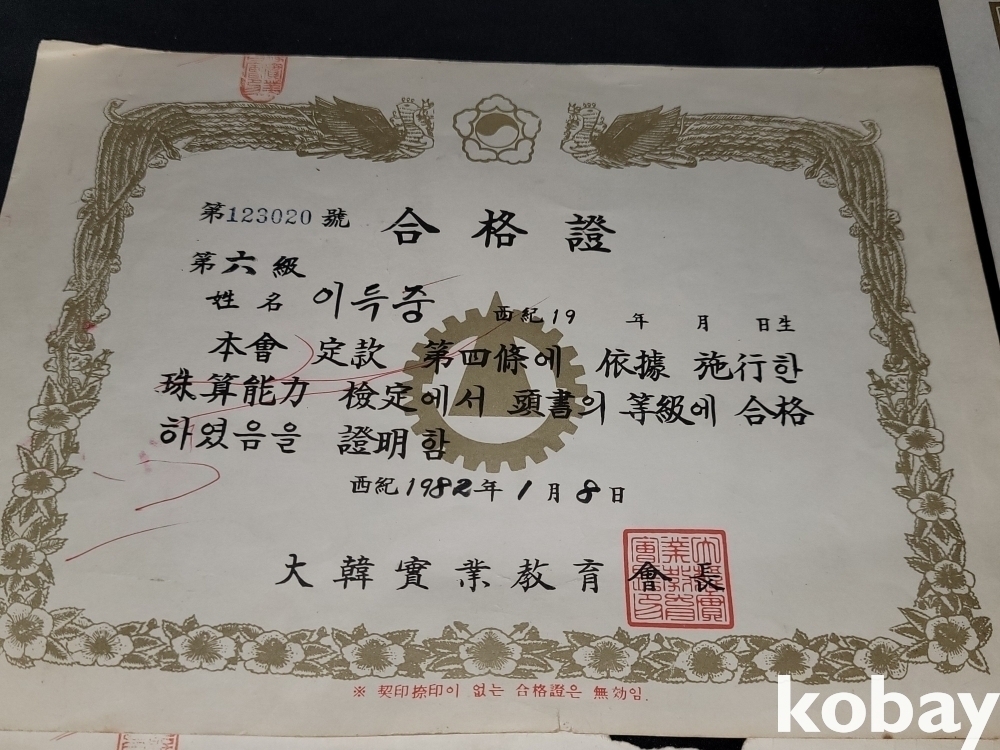 第123020號
合格證
第六級
姓名 이득중 西紀19 年 月 日生
本會 定款 第四條에 依據 施行한
珠算能力 檢定에서 頭書의 等級에 合格
하였음을 證明함
西紀1982年1月8日
大韓實業教育會長
※ 契印捺印이 없는 合格證은 無効임.
kobay